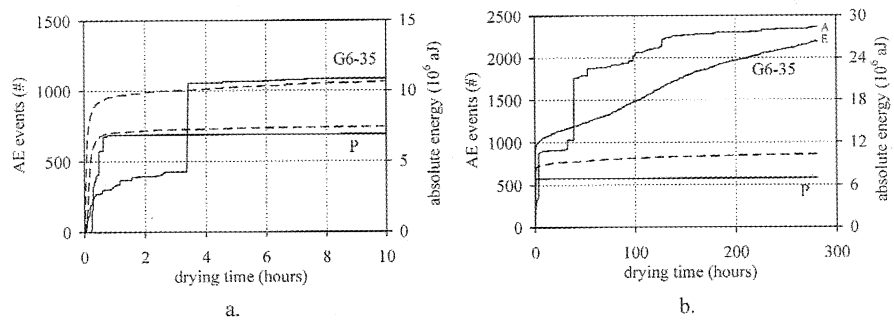 1500
1000
500
0
AE events (#)
15
10
5
0
absolute energy (10⁶ aJ)
G6-35
P
0 2 4 6 8 10
drying time (hours)
a.
2500
2000
1500
1000
500
0
AE events (#)
30
24
18
12
6
0
absolute energy (10⁶ aJ)
A
E
G6-35
P
0 100 200 300
drying time (hours)
b.